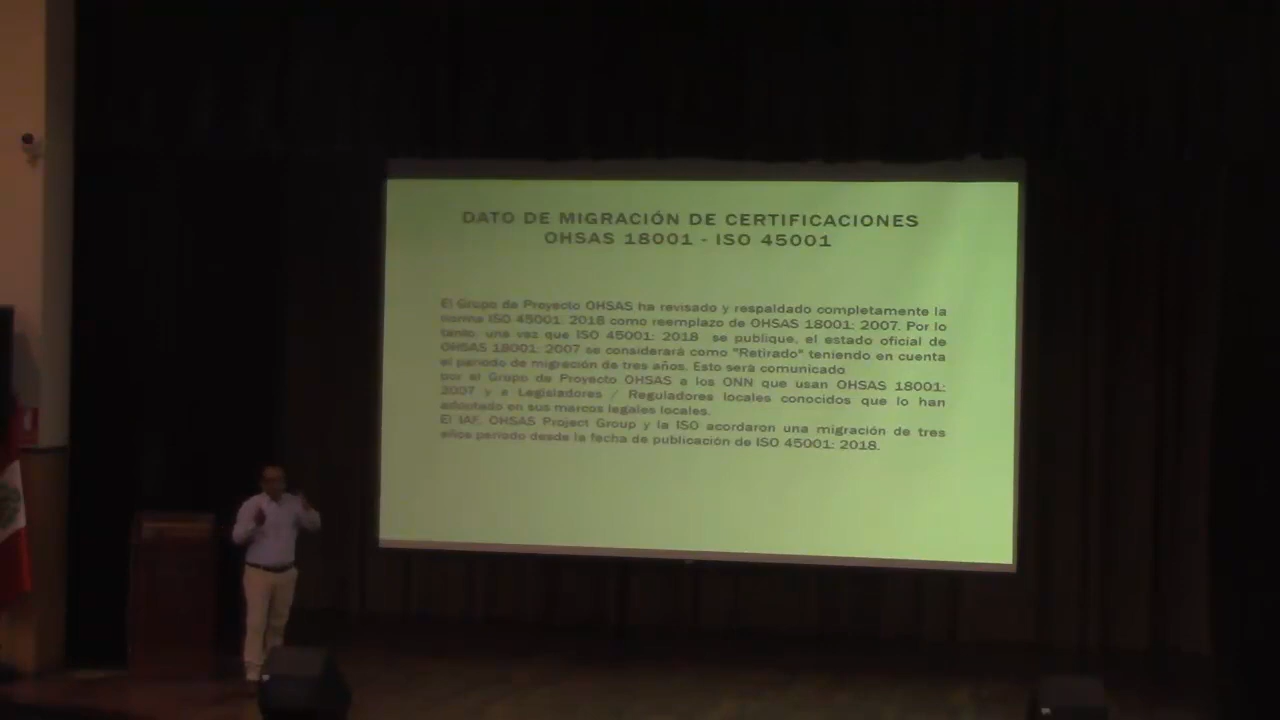 DATO DE MIGRACIÓN DE CERTIFICACIONES
OHSAS 18001 - ISO 45001
El Grupo de Proyecto OHSAS ha revisado y respaldado completamente la
norma ISO 45001: 2018 como reemplazo de OHSAS 18001: 2007. Por lo
tanto, una vez que ISO 45001: 2018 se publique, el estado oficial de
OHSAS 18001: 2007 se considerará como "Retirado" teniendo en cuenta
el período de migración de tres años. Esto será comunicado
por el Grupo de Proyecto OHSAS a los ONN que usan OHSAS 18001:
2007 y a Legisladores / Reguladores locales conocidos que lo han
adoptado en sus marcos legales locales.
El IAF, OHSAS Project Group y la ISO acordaron una migración de tres
años período desde la fecha de publicación de ISO 45001: 2018.